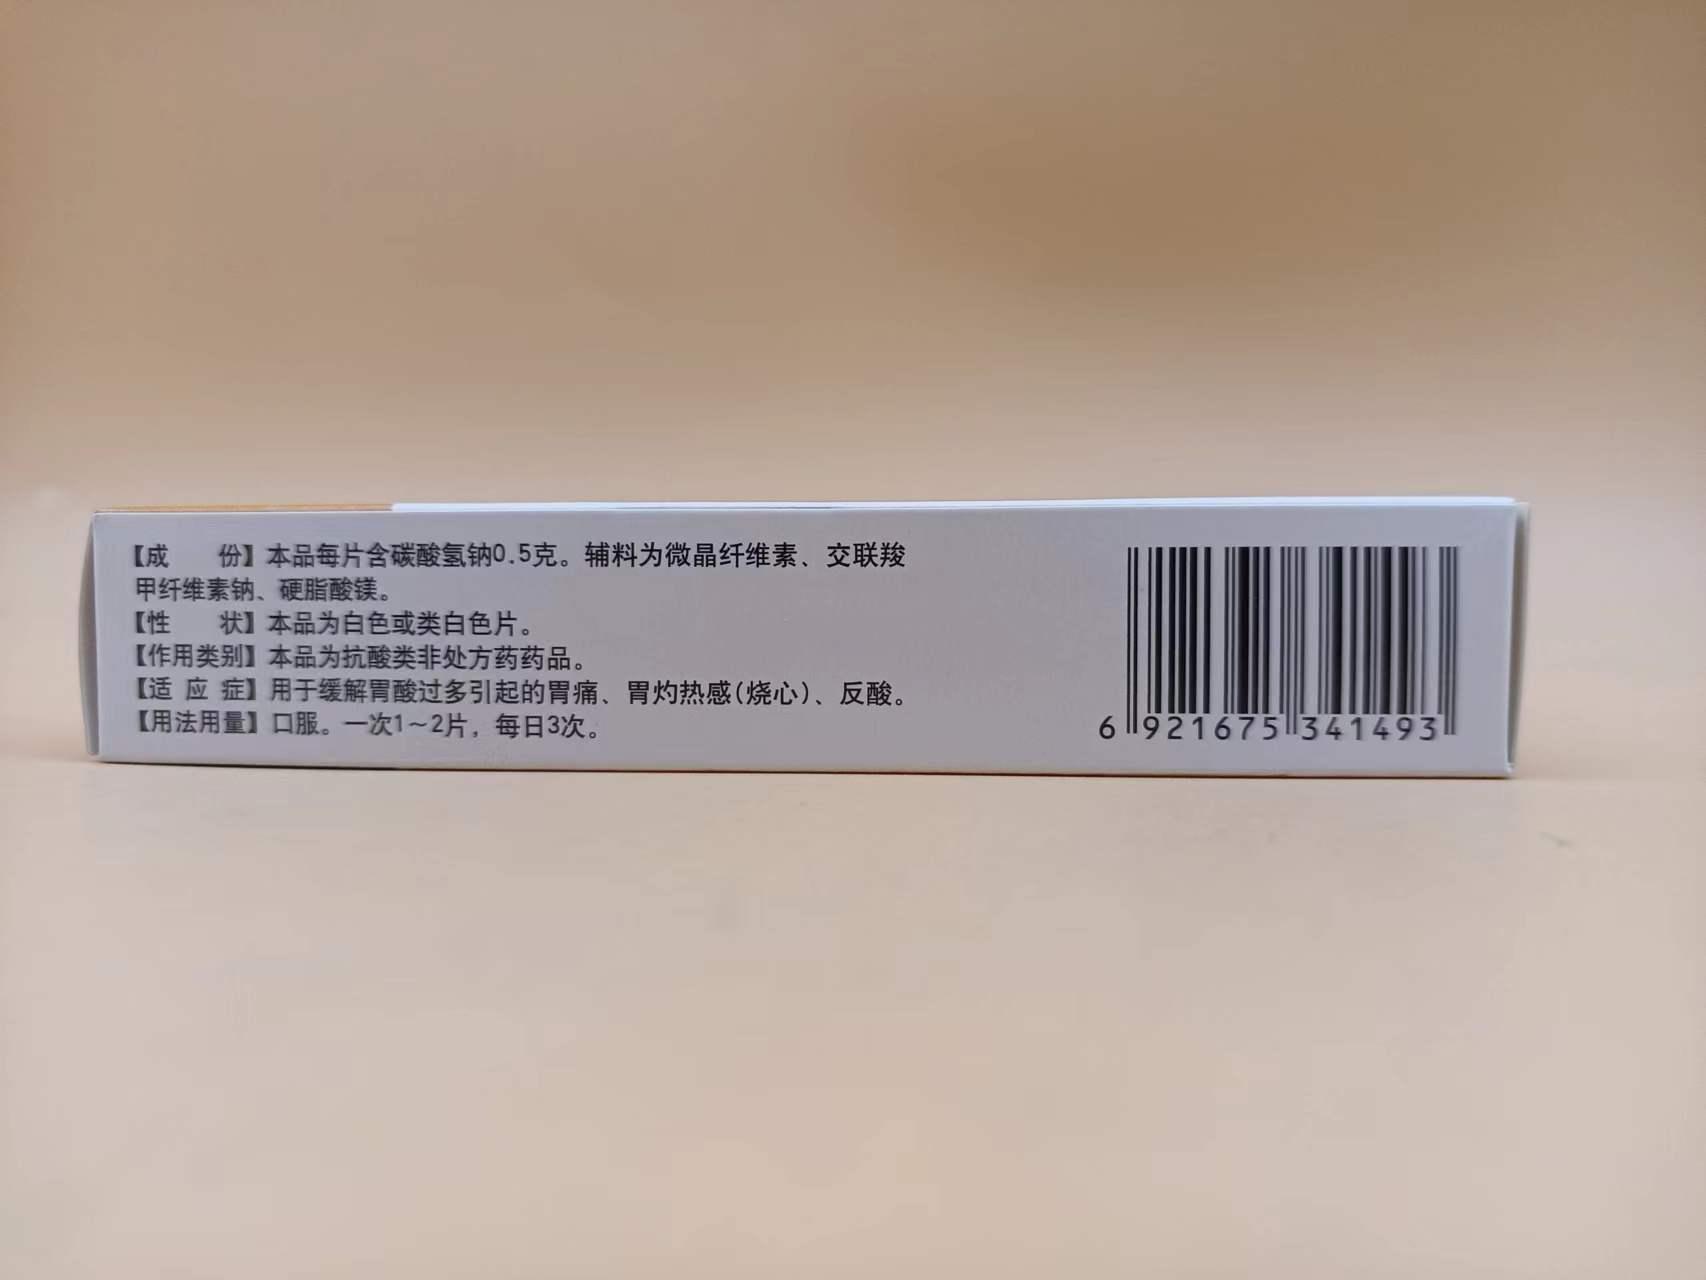 【成　　份】本品每片含碳酸氢钠0.5克。辅料为微晶纤维素、交联羧
甲纤维素钠、硬脂酸镁。
【性　　状】本品为白色或类白色片。
【作用类别】本品为抗酸类非处方药药品。
【适 应 症】用于缓解胃酸过多引起的胃痛、胃灼热感(烧心)、反酸。
【用法用量】口服。一次1～2片，每日3次。
6 921675 341493